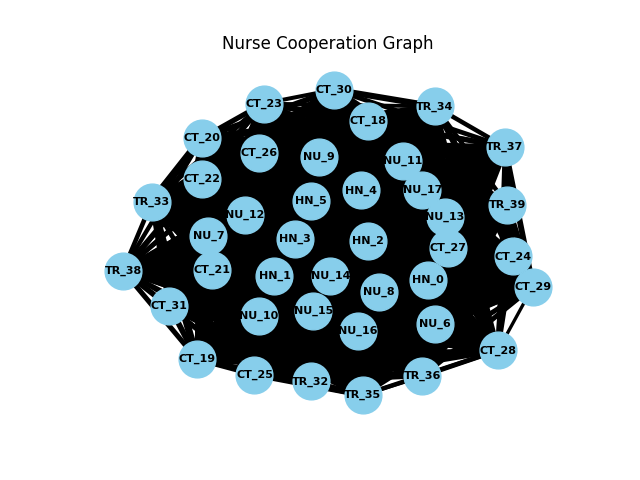 Nurse Cooperation Graph
CT_30
CT_23
TR_34
CT_18
CT_20
TR_37
CT_26
NU_9
NU_11
CT_22
HN_4
NU_17
TR_33
HN_5
TR_39
NU_12
NU_13
NU_7
HN_3
HN_2
CT_27
CT_24
TR_38
CT_21
HN_1
NU_14
HN_0
CT_29
NU_8
CT_31
NU_10
NU_15
NU_16
NU_6
CT_28
CT_19
CT_25
TR_32
TR_36
TR_35